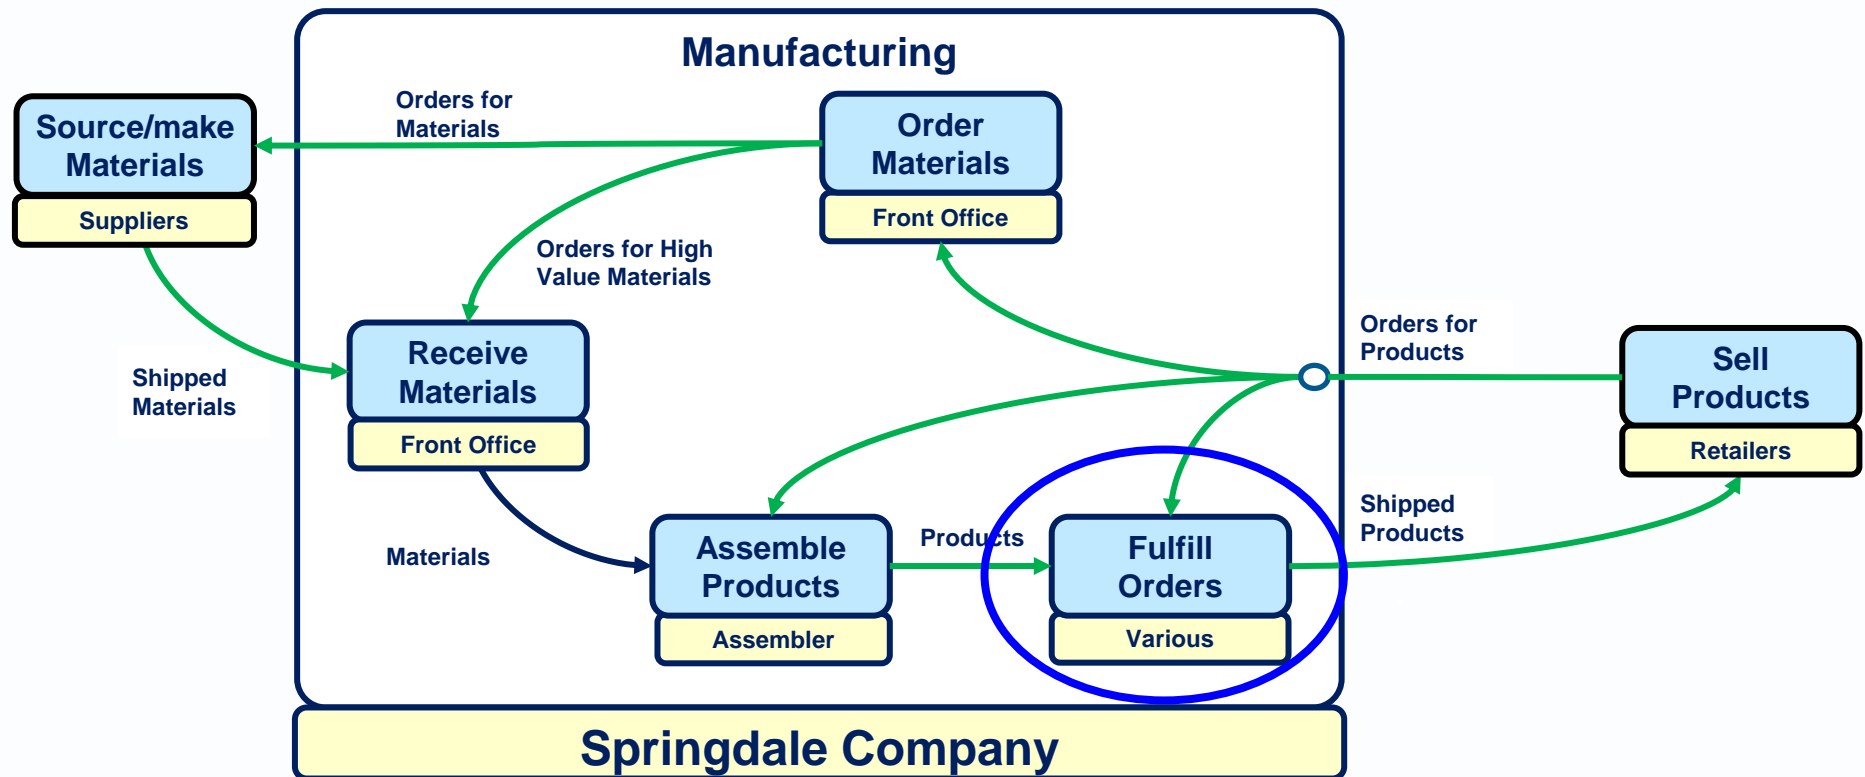 Manufacturing
Orders for
Materials
Source/make
Materials
Suppliers
Order
Materials
Front Office
Orders for High
Value Materials
Shipped
Materials
Receive
Materials
Front Office
Orders for
Products
Sell
Products
Retailers
Materials
Assemble
Products
Assembler
Products
Fulfill
Orders
Various
Shipped
Products
Springdale Company